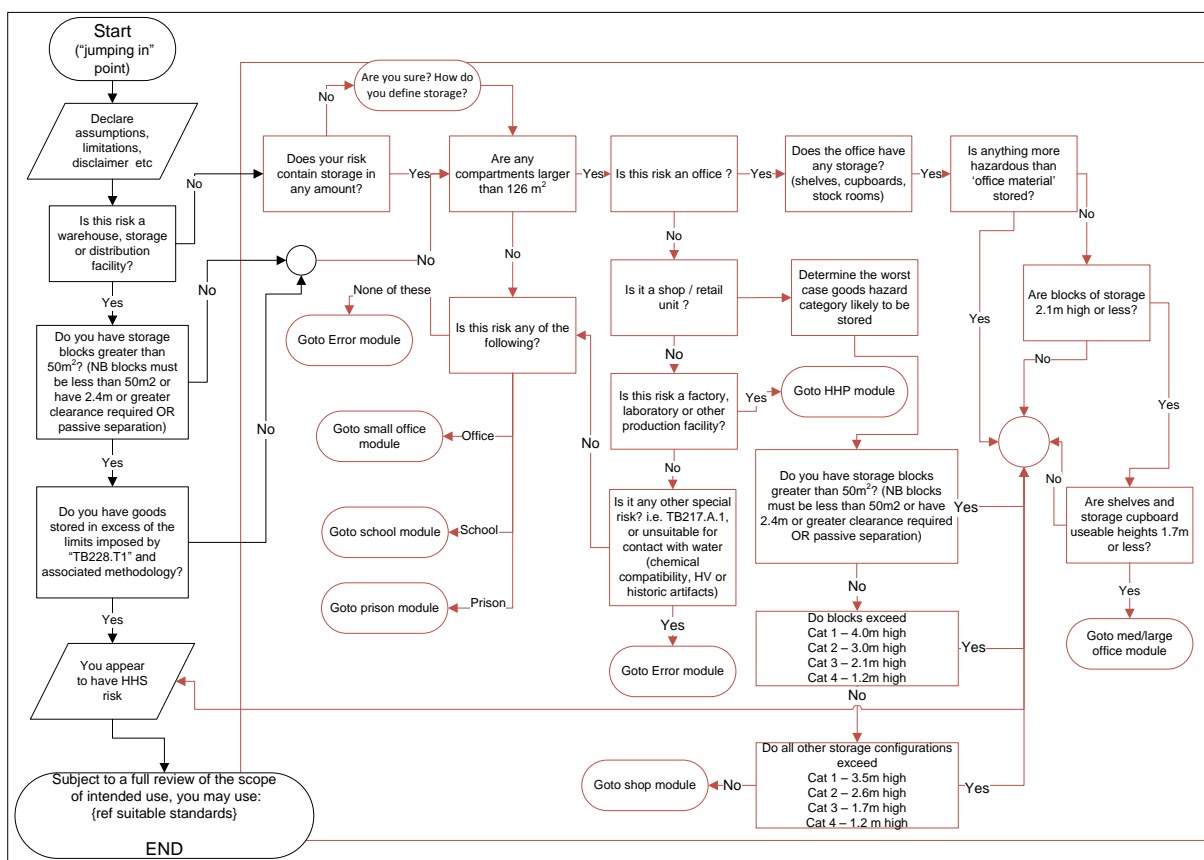 Start
("jumping in"
point)
Declare
assumptions,
limitations,
disclaimer etc
Is this risk a
warehouse, storage
or distribution
facility?
No
Yes
Do you have storage
blocks greater than
50m²? (NB blocks must
be less than 50m2 or
have 2.4m or greater
clearance required OR
passive separation)
No
Yes
Do you have goods
stored in excess of the
limits imposed by
"TB228.T1" and
associated methodology?
No
Yes
You appear
to have HHS
risk
Subject to a full review of the scope
of intended use, you may use:
{ref suitable standards}
END
Are you sure? How do
you define storage?
No
No
Does your risk
contain storage in
any amount?
Yes
Are any
compartments larger
than 126 m²
Yes
No
No
None of these
Goto Error module
Is this risk any of the
following?
Goto small office
module
Office
Goto school module
School
Goto prison module
Prison
Is this risk an office ?
Yes
No
Is it a shop / retail
unit ?
No
Is this risk a factory,
laboratory or other
production facility?
Yes
Goto HHP module
No
No
Is it any other special
risk? i.e. TB217.A.1,
or unsuitable for
contact with water
(chemical
compatibility, HV or
historic artifacts)
Yes
Goto Error module
Does the office have
any storage?
(shelves, cupboards,
stock rooms)
Yes
Determine the worst
case goods hazard
category likely to be
stored
Do you have storage blocks
greater than 50m²? (NB blocks
must be less than 50m2 or have
2.4m or greater clearance required
OR passive separation)
Yes
No
Do blocks exceed
Cat 1 – 4.0m high
Cat 2 – 3.0m high
Cat 3 – 2.1m high
Cat 4 – 1.2m high
Yes
No
Do all other storage configurations
exceed
Cat 1 – 3.5m high
Cat 2 – 2.6m high
Cat 3 – 1.7m high
Cat 4 – 1.2 m high
Yes
No
Goto shop module
Is anything more
hazardous than
'office material'
stored?
No
Yes
Are blocks of storage
2.1m high or less?
No
Yes
Are shelves and
storage cupboard
useable heights 1.7m
or less?
No
Yes
Goto med/large
office module